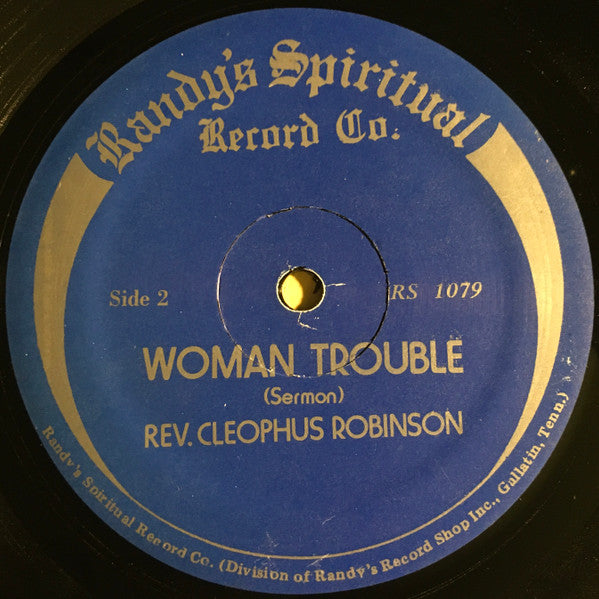 Randy's Spiritual
Record Co.
Side 2
RS 1079
WOMAN TROUBLE
(Sermon)
REV. CLEOPHUS ROBINSON
Randy's Spiritual Record Co. (Division of Randy's Record Shop Inc., Gallatin, Tenn.)